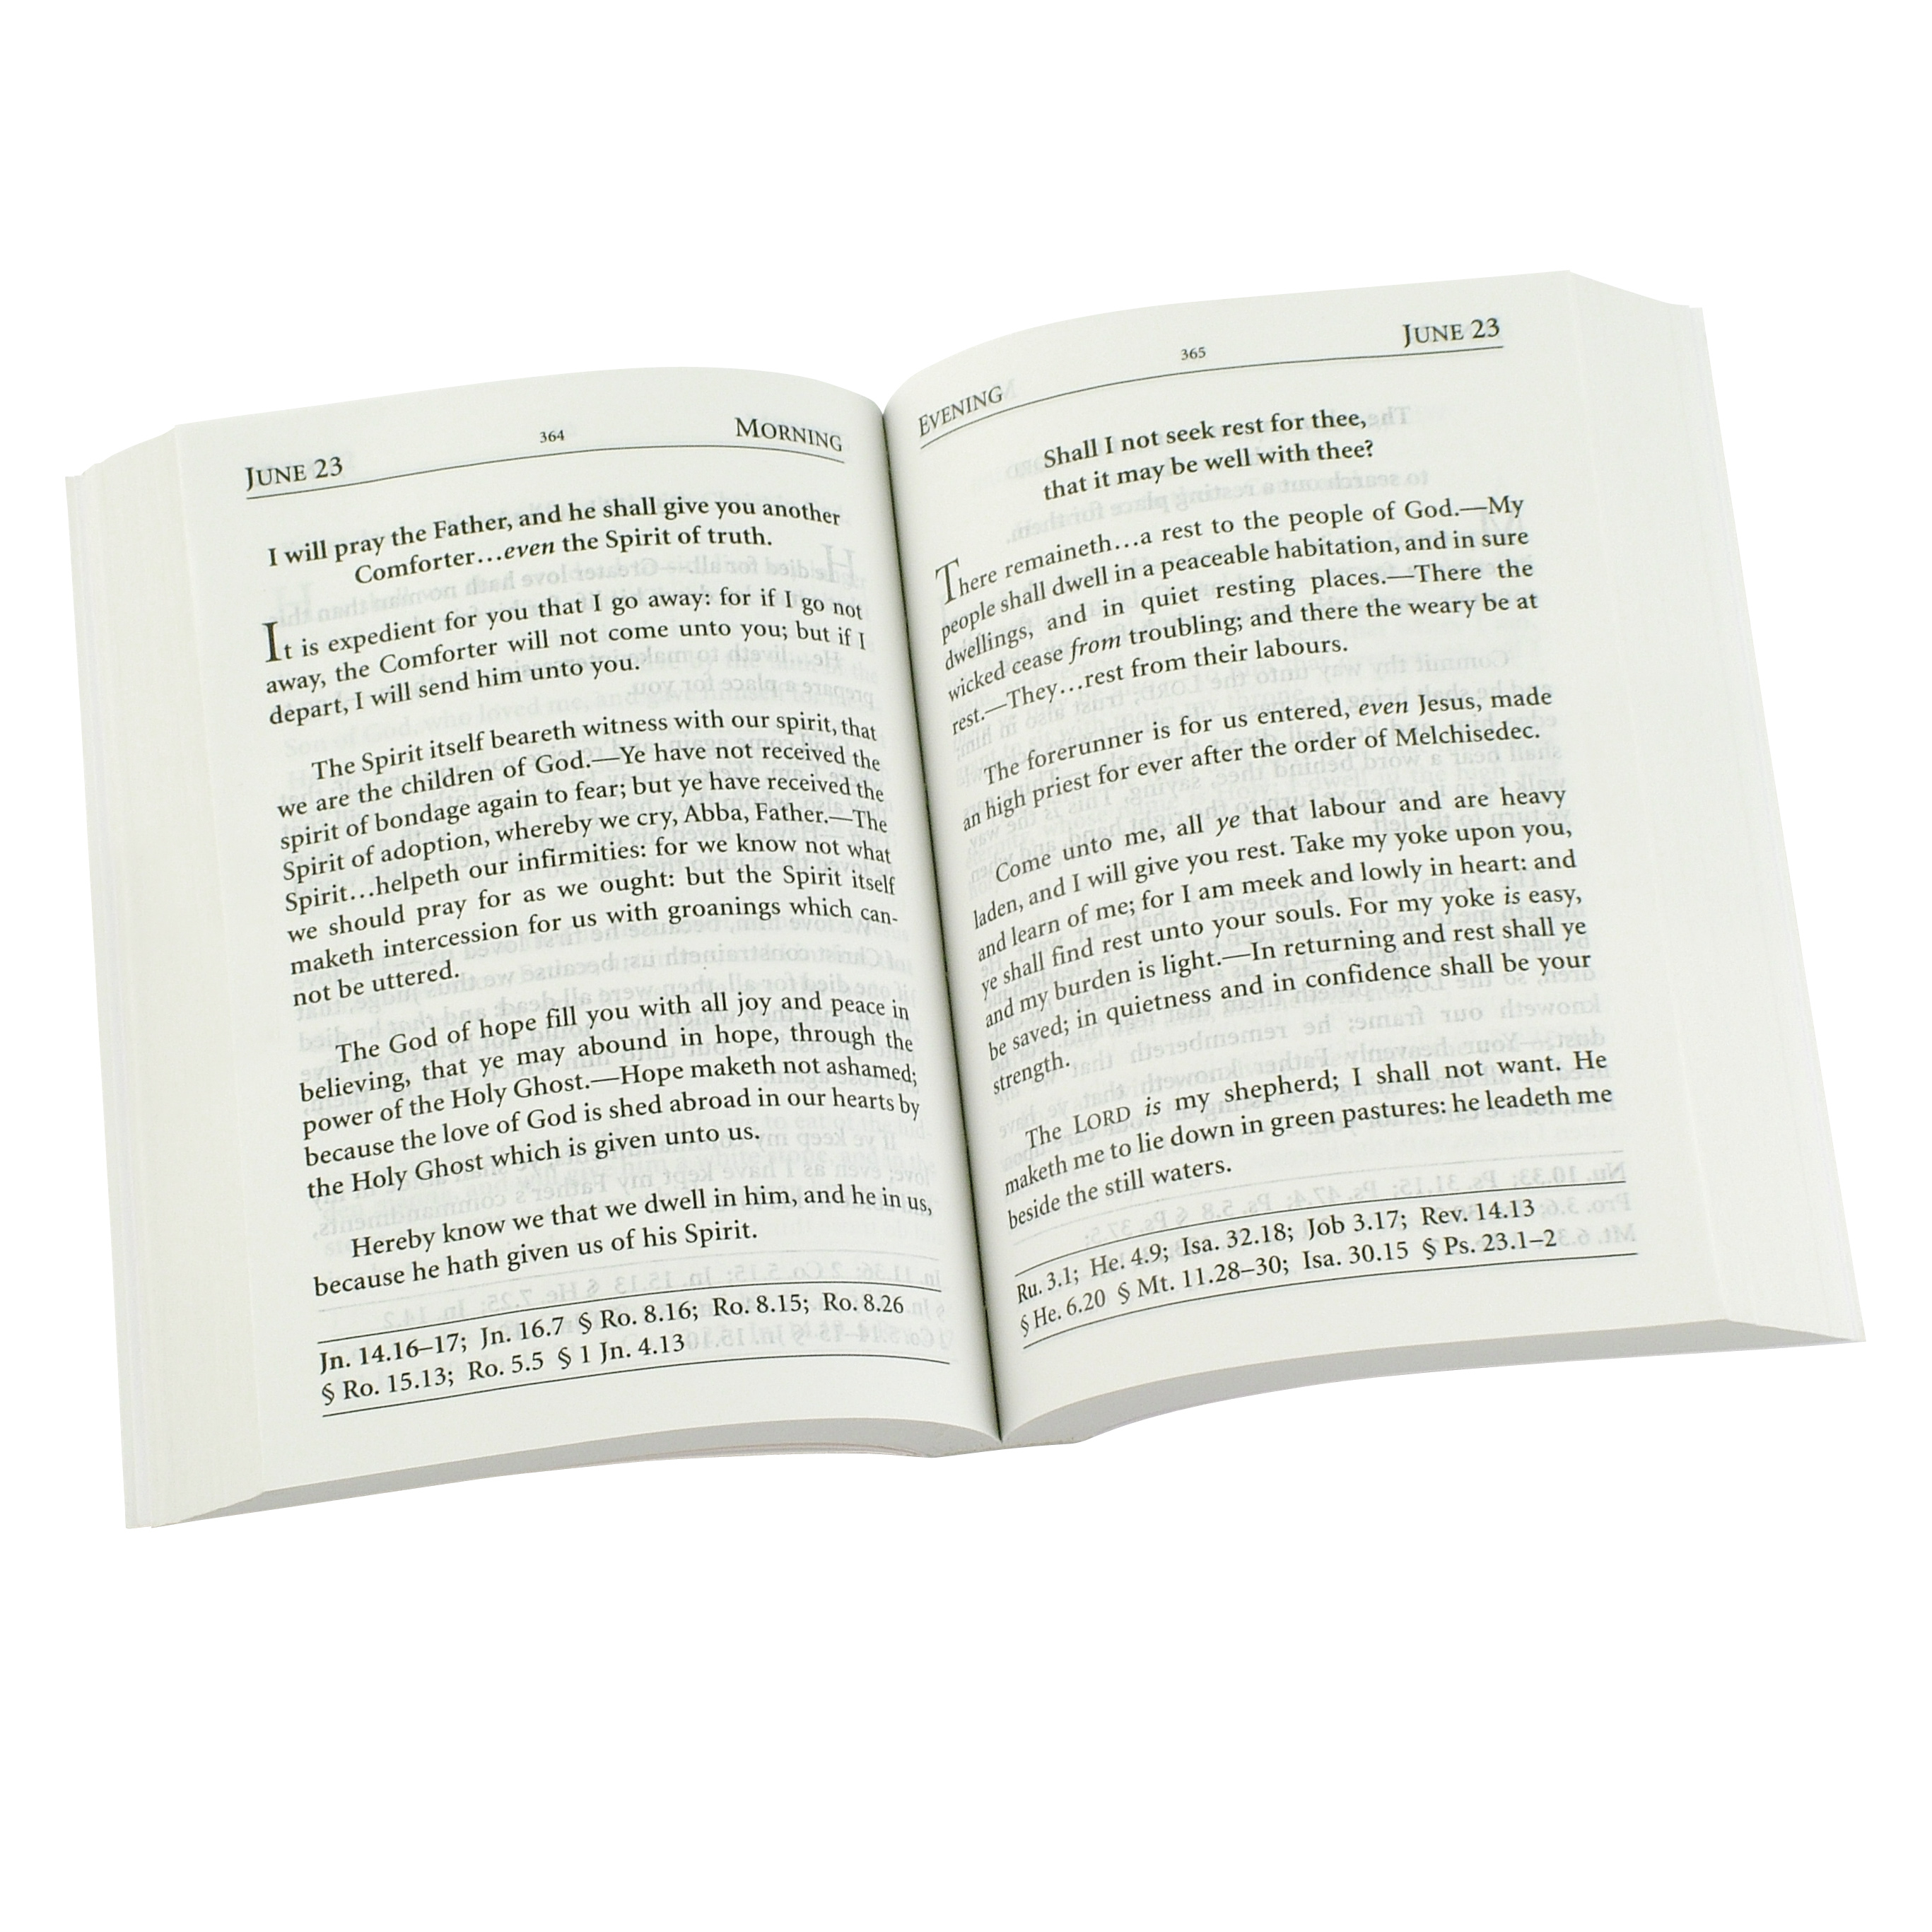 JUNE 23 364 MORNING
I will pray the Father, and he shall give you another
Comforter…even the Spirit of truth.
It is expedient for you that I go away: for if I go not
away, the Comforter will not come unto you; but if I
depart, I will send him unto you.
The Spirit itself beareth witness with our spirit, that
we are the children of God.—Ye have not received the
spirit of bondage again to fear; but ye have received the
Spirit of adoption, whereby we cry, Abba, Father.—The
Spirit…helpeth our infirmities: for we know not what
we should pray for as we ought: but the Spirit itself
maketh intercession for us with groanings which can-
not be uttered.
The God of hope fill you with all joy and peace in
believing, that ye may abound in hope, through the
power of the Holy Ghost.—Hope maketh not ashamed;
because the love of God is shed abroad in our hearts by
the Holy Ghost which is given unto us.
Hereby know we that we dwell in him, and he in us,
because he hath given us of his Spirit.
Jn. 14.16–17; Jn. 16.7 § Ro. 8.16; Ro. 8.15; Ro. 8.26
§ Ro. 15.13; Ro. 5.5 § 1 Jn. 4.13
EVENING 365 JUNE 23
Shall I not seek rest for thee,
that it may be well with thee?
There remaineth…a rest to the people of God.—My
people shall dwell in a peaceable habitation, and in sure
dwellings, and in quiet resting places.—There the
wicked cease from troubling; and there the weary be at
rest.—They…rest from their labours.
The forerunner is for us entered, even Jesus, made
an high priest for ever after the order of Melchisedec.
Come unto me, all ye that labour and are heavy
laden, and I will give you rest. Take my yoke upon you,
and learn of me; for I am meek and lowly in heart: and
ye shall find rest unto your souls. For my yoke is easy,
and my burden is light.—In returning and rest shall ye
be saved; in quietness and in confidence shall be your
strength.
The LORD is my shepherd; I shall not want. He
maketh me to lie down in green pastures: he leadeth me
beside the still waters.
Ru. 3.1; He. 4.9; Isa. 32.18; Job 3.17; Rev. 14.13
§ He. 6.20 § Mt. 11.28–30; Isa. 30.15 § Ps. 23.1–2